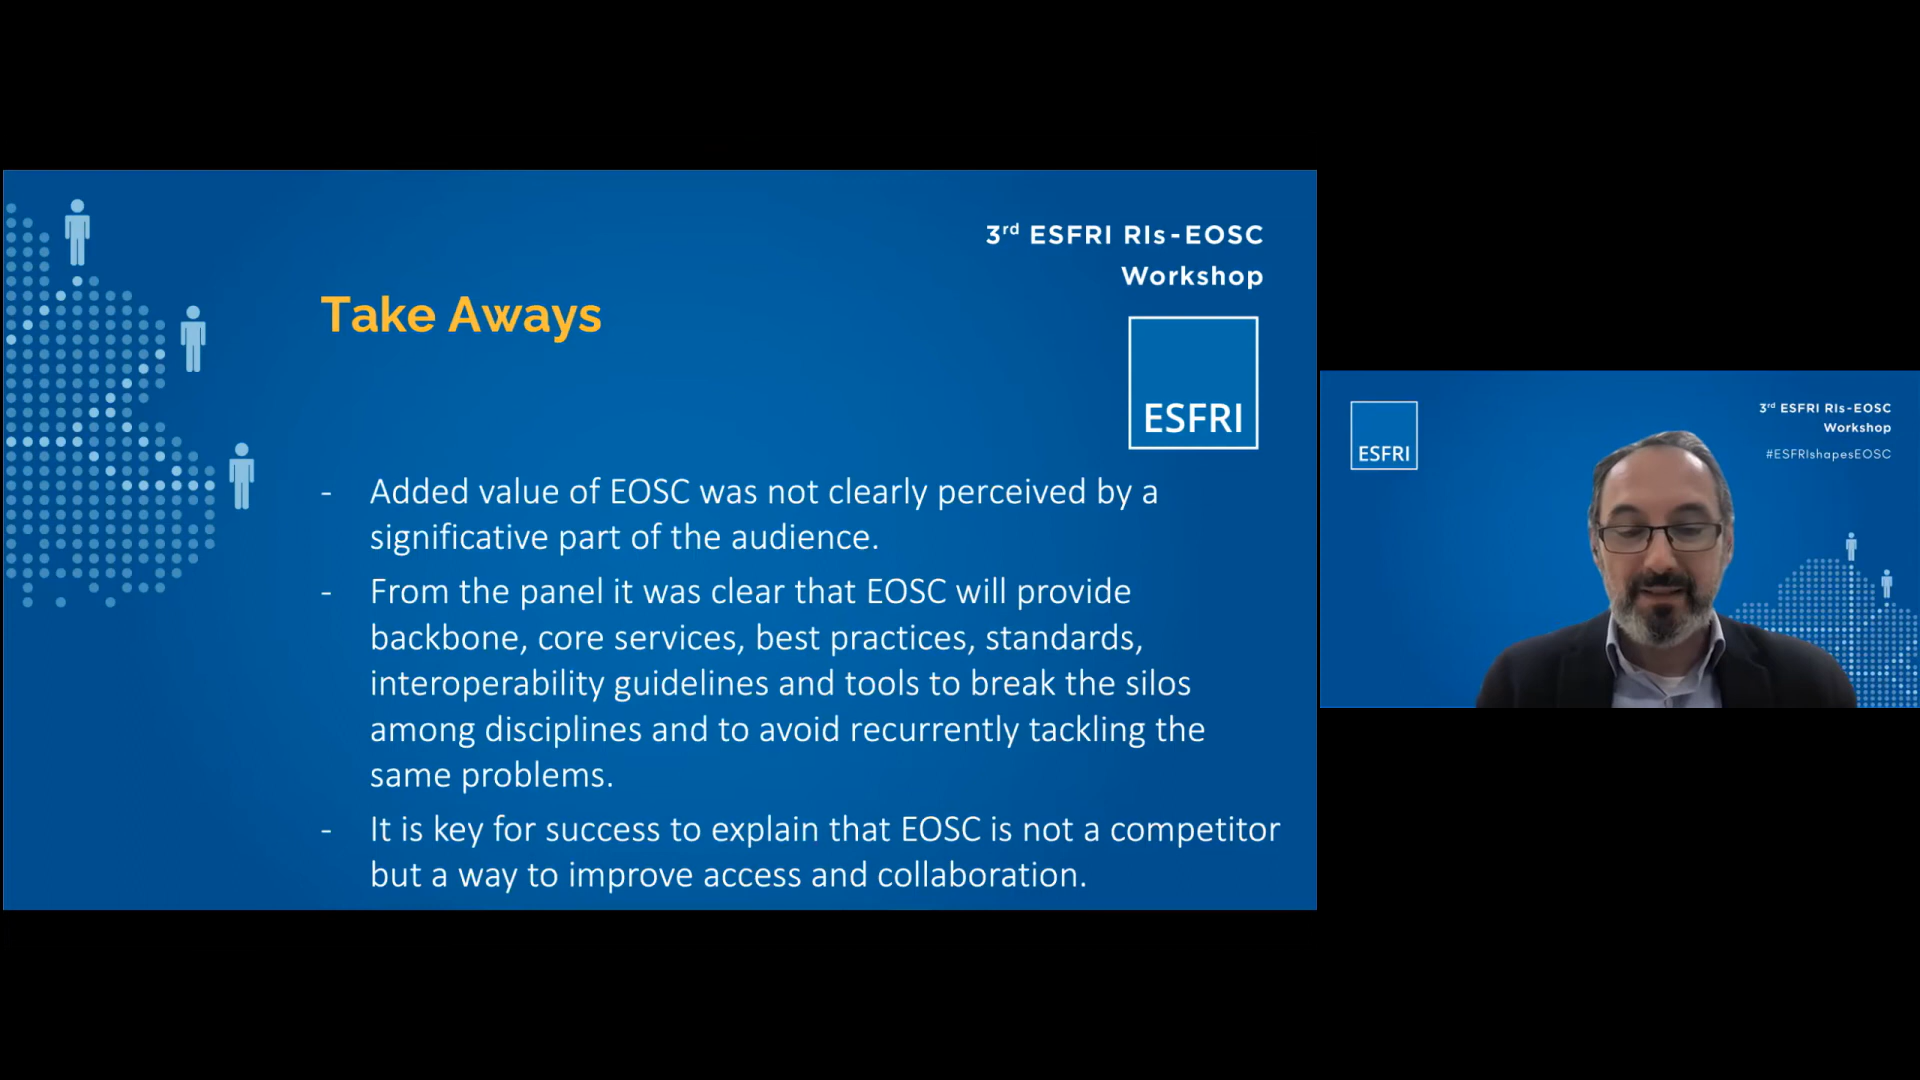 3rd ESFRI RIs-EOSC
Workshop
Take Aways
ESFRI
- Added value of EOSC was not clearly perceived by a
significative part of the audience.
- From the panel it was clear that EOSC will provide
backbone, core services, best practices, standards,
interoperability guidelines and tools to break the silos
among disciplines and to avoid recurrently tackling the
same problems.
- It is key for success to explain that EOSC is not a competitor
but a way to improve access and collaboration.
ESFRI
3rd ESFRI RIs-EOSC
Workshop
#ESFRIshapesEOSC